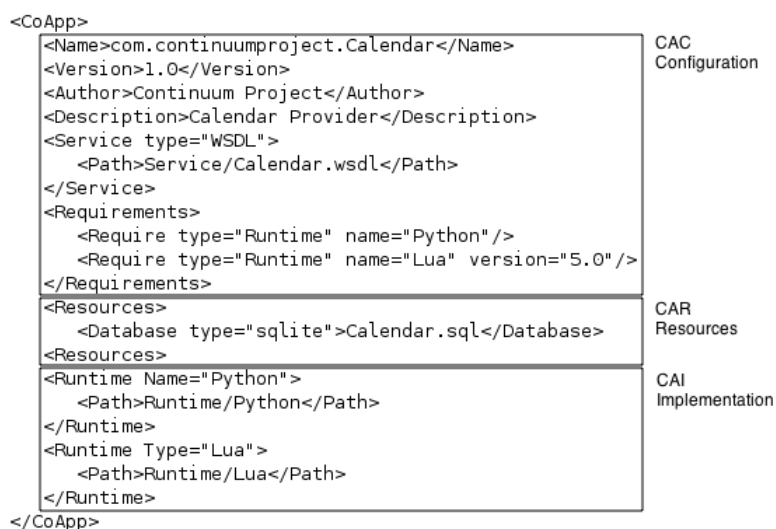 <CoApp>
<Name>com.continuumproject.Calendar</Name>
CAC
<Version>1.0</Version>
Configuration
<Author>Continuum Project</Author>
<Description>Calendar Provider</Description>
<Service type="WSDL">
<Path>Service/Calendar.wsdl</Path>
</Service>
<Requirements>
<Require type="Runtime" name="Python"/>
<Require type="Runtime" name="Lua" version="5.0"/>
</Requirements>
<Resources>
CAR
<Database type="sqlite">Calendar.sql</Database>
Resources
<Resources>
<Runtime Name="Python">
CAI
<Path>Runtime/Python</Path>
Implementation
</Runtime>
<Runtime Type="Lua">
<Path>Runtime/Lua</Path>
</Runtime>
</CoApp>